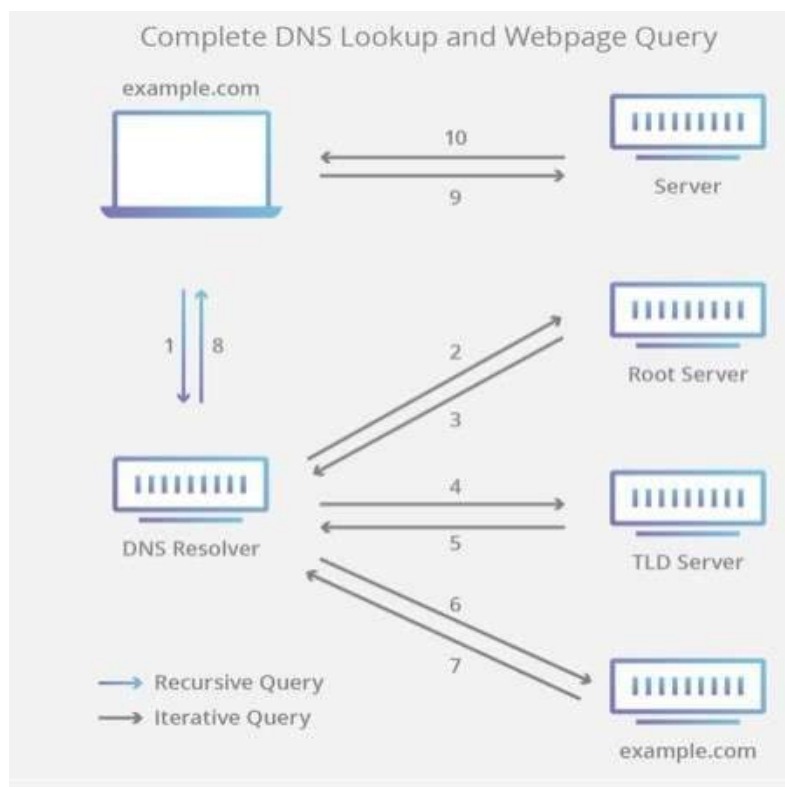 Complete DNS Lookup and Webpage Query
example.com
10
9
Server
1
8
2
3
Root Server
4
5
DNS Resolver
TLD Server
6
7
Recursive Query
Iterative Query
example.com